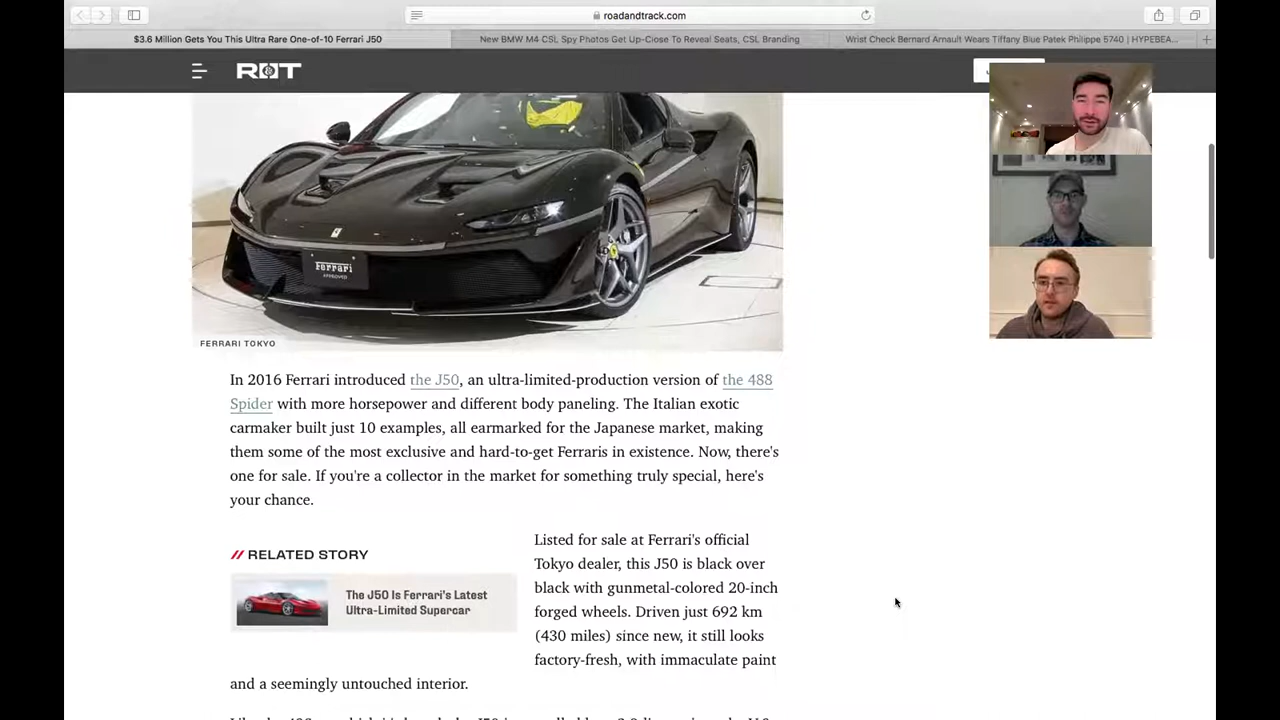 roadandtrack.com
$3.6 Million Gets You This Ultra Rare One-of-10 Ferrari J50
New BMW M4 CSL Spy Photos Get Up-Close To Reveal Seats, CSL Branding
Wrist Check Bernard Arnault Wears Tiffany Blue Patek Philippe 5740 | HYPEBEA...
R&T
Ferrari
APPROVED
FERRARI TOKYO
In 2016 Ferrari introduced the J50, an ultra-limited-production version of the 488
Spider with more horsepower and different body paneling. The Italian exotic
carmaker built just 10 examples, all earmarked for the Japanese market, making
them some of the most exclusive and hard-to-get Ferraris in existence. Now, there's
one for sale. If you're a collector in the market for something truly special, here's
your chance.
// RELATED STORY
The J50 Is Ferrari's Latest
Ultra-Limited Supercar
Listed for sale at Ferrari's official
Tokyo dealer, this J50 is black over
black with gunmetal-colored 20-inch
forged wheels. Driven just 692 km
(430 miles) since new, it still looks
factory-fresh, with immaculate paint
and a seemingly untouched interior.